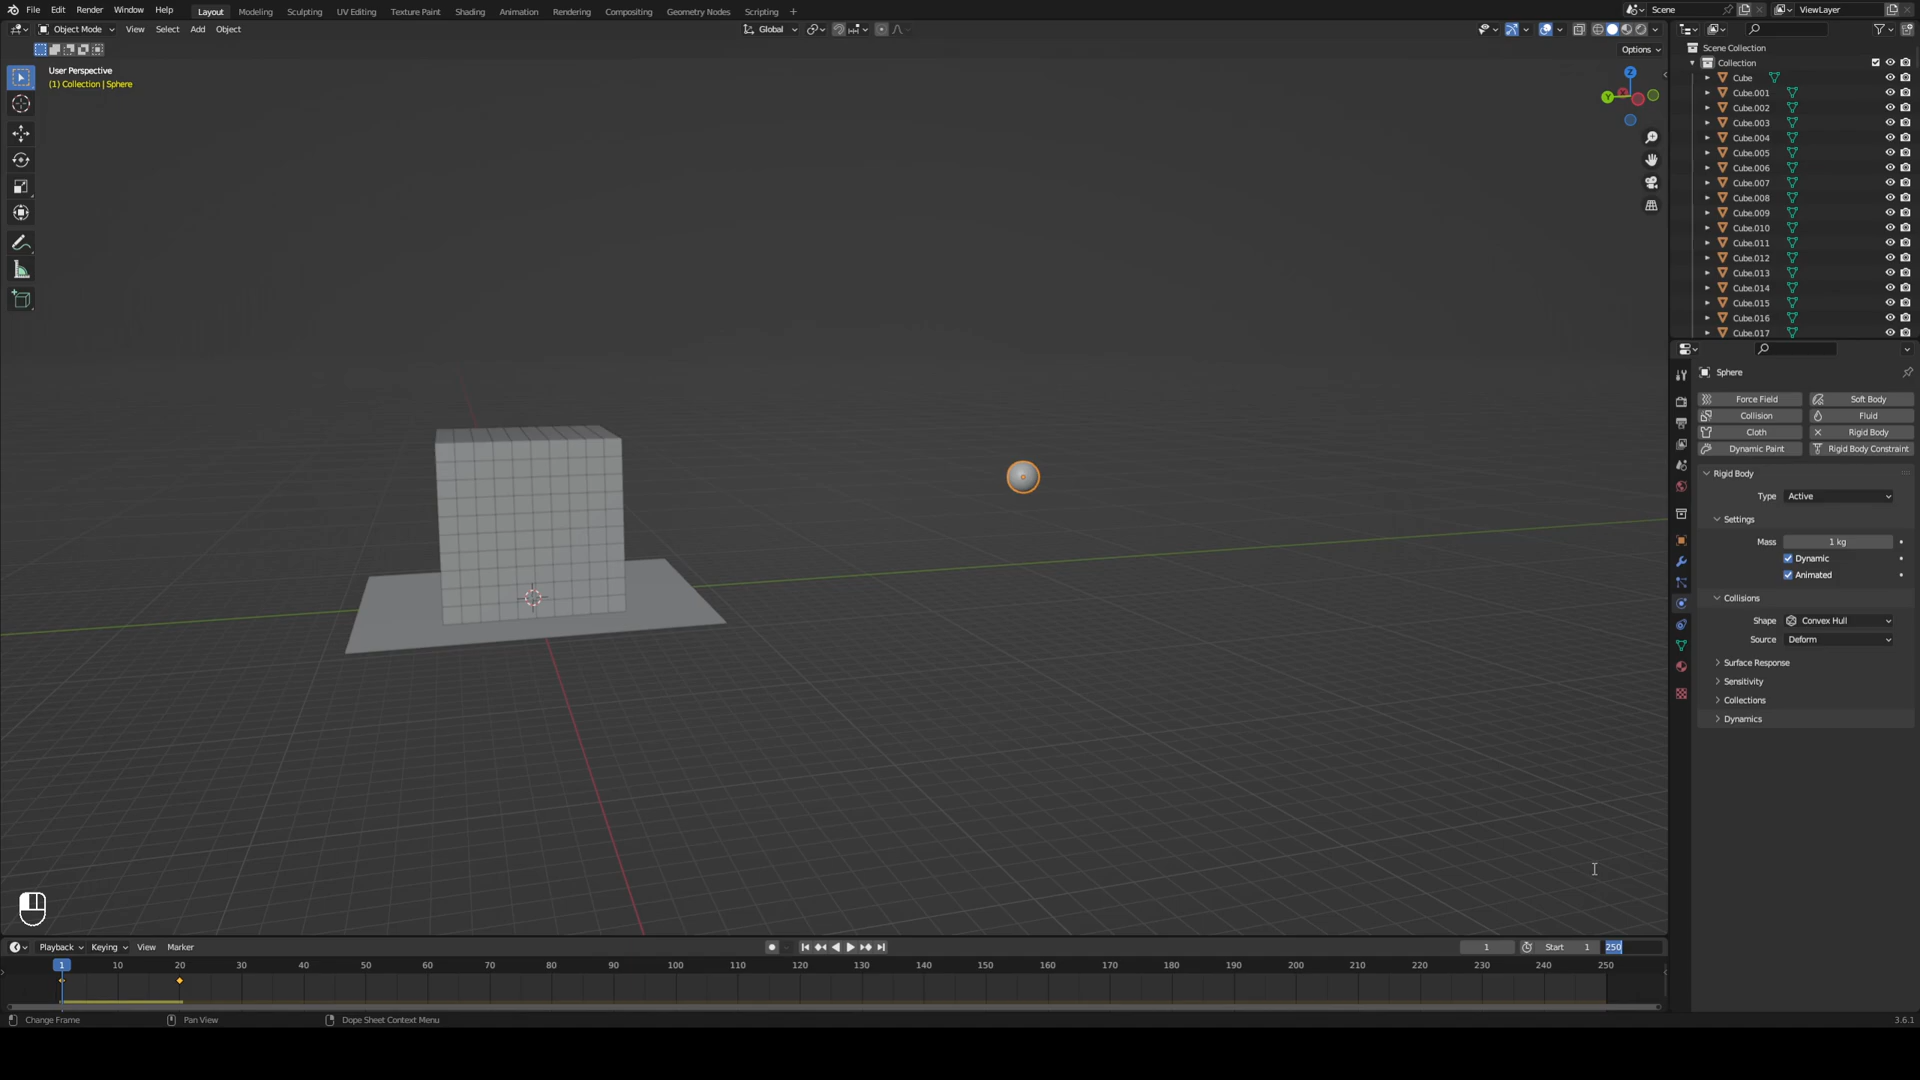 File Edit Render Window Help Layout Modeling Sculpting UV Editing Texture Paint Shading Animation Rendering Compositing Geometry Nodes Scripting + Scene ViewLayer
Object Mode View Select Add Object Global
Options
User Perspective
(1) Collection | Sphere
Z
Y
Scene Collection
Collection
Cube
Cube.001
Cube.002
Cube.003
Cube.004
Cube.005
Cube.006
Cube.007
Cube.008
Cube.009
Cube.010
Cube.011
Cube.012
Cube.013
Cube.014
Cube.015
Cube.016
Cube.017
Sphere
Force Field Soft Body
Collision Fluid
Cloth Rigid Body
Dynamic Paint Rigid Body Constraint
Rigid Body
Type Active
Settings
Mass 1 kg
Dynamic
Animated
Collisions
Shape Convex Hull
Source Deform
Surface Response
Sensitivity
Collections
Dynamics
Playback Keying View Marker 1 Start 1 250
1 10 20 30 40 50 60 70 80 90 100 110 120 130 140 150 160 170 180 190 200 210 220 230 240 250
Change Frame Pan View Dope Sheet Context Menu 3.6.1